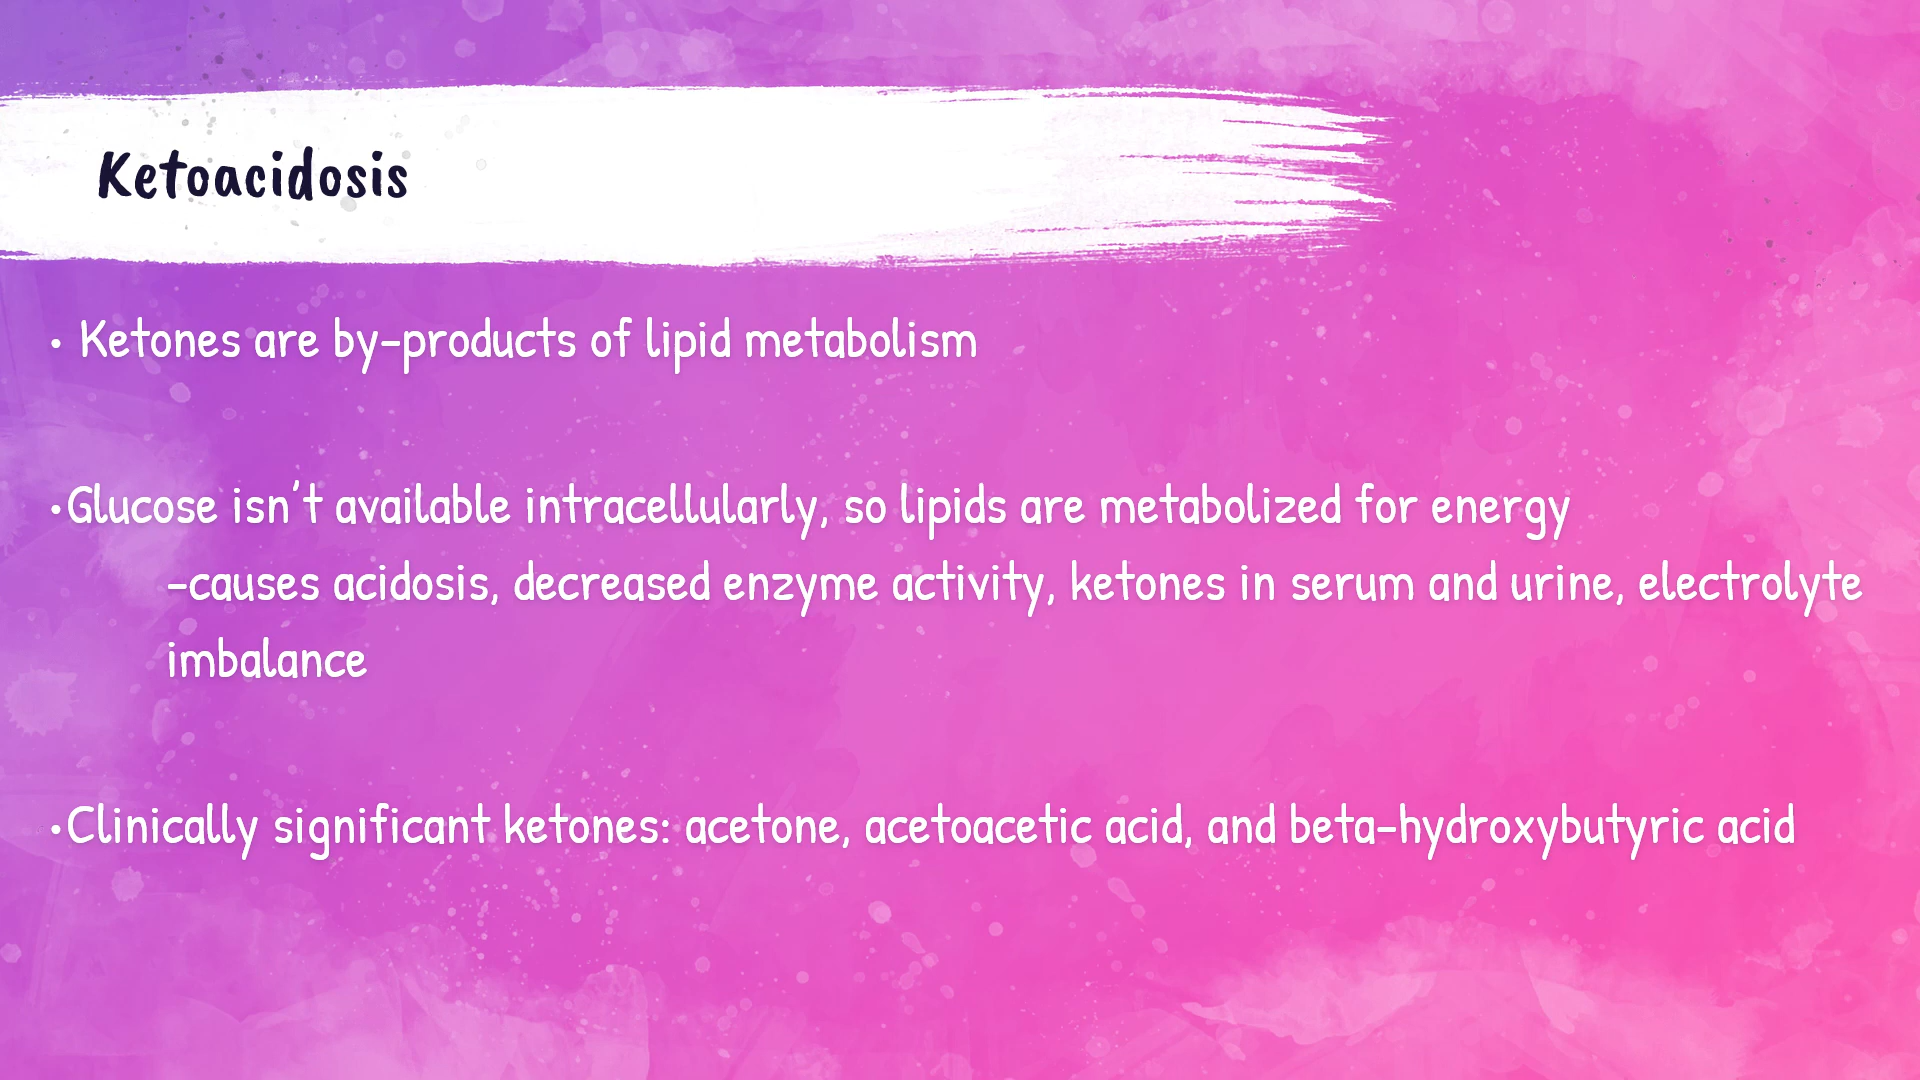 Ketoacidosis
• Ketones are by-products of lipid metabolism
•Glucose isn't available intracellularly, so lipids are metabolized for energy
-causes acidosis, decreased enzyme activity, ketones in serum and urine, electrolyte
imbalance
•Clinically significant ketones: acetone, acetoacetic acid, and beta-hydroxybutyric acid